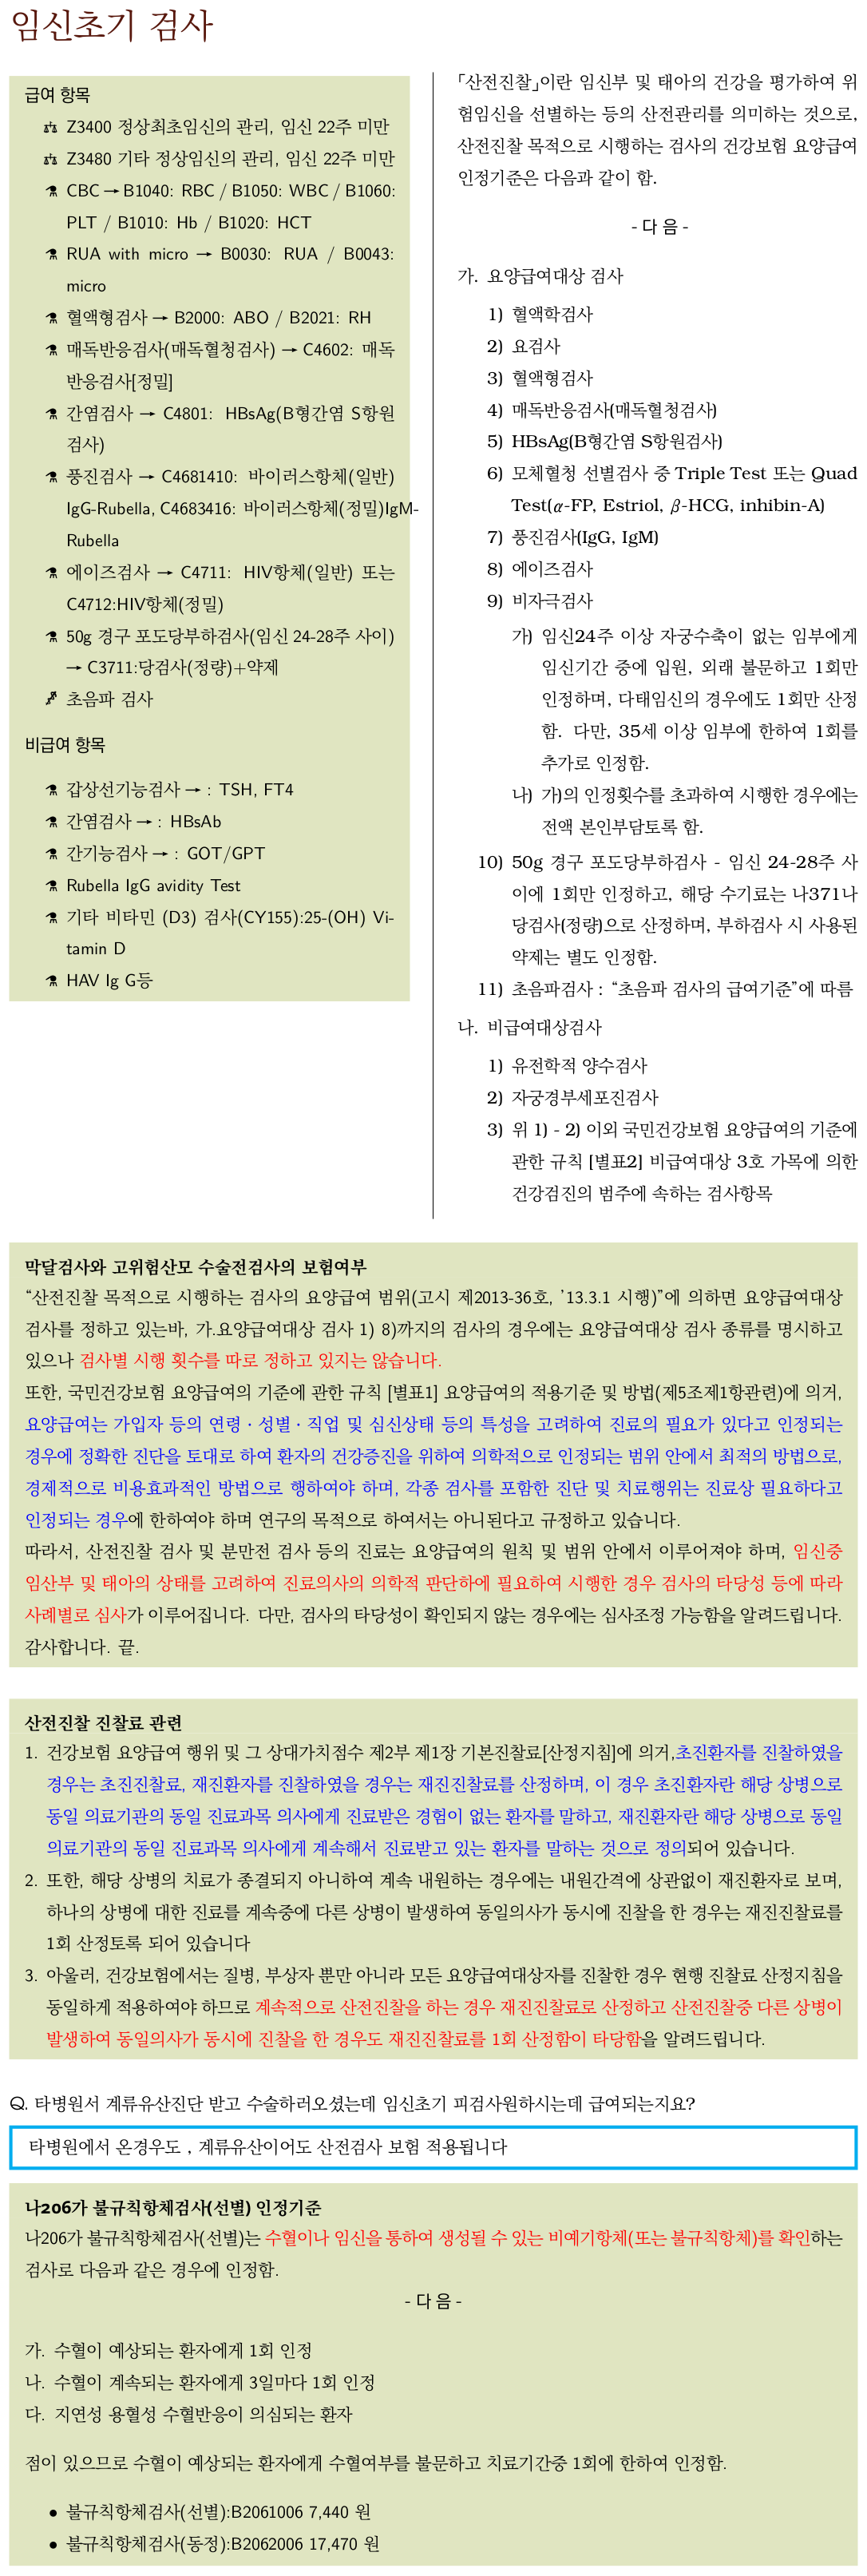 임신초기 검사
급여 항목
Z3400 정상최초임신의 관리, 임신 22주 미만
Z3480 기타 정상임신의 관리, 임신 22주 미만
CBC → B1040: RBC / B1050: WBC / B1060:
PLT / B1010: Hb / B1020: HCT
RUA with micro → B0030: RUA / B0043:
micro
혈액형검사 → B2000: ABO / B2021: RH
매독반응검사(매독혈청검사) → C4602: 매독
반응검사[정밀]
간염검사 → C4801: HBsAg(B형간염 S항원
검사)
풍진검사 → C4681410: 바이러스항체(일반)
IgG-Rubella, C4683416: 바이러스항체(정밀)IgM-
Rubella
에이즈검사 → C4711: HIV항체(일반) 또는
C4712:HIV항체(정밀)
50g 경구 포도당부하검사(임신 24-28주 사이)
→ C3711:당검사(정량)+약제
초음파 검사
비급여 항목
갑상선기능검사 → : TSH, FT4
간염검사 → : HBsAb
간기능검사 → : GOT/GPT
Rubella IgG avidity Test
기타 비타민 (D3) 검사(CY155):25-(OH) Vi-
tamin D
HAV Ig G등
「산전진찰」이란 임신부 및 태아의 건강을 평가하여 위
험임신을 선별하는 등의 산전관리를 의미하는 것으로,
산전진찰 목적으로 시행하는 검사의 건강보험 요양급여
인정기준은 다음과 같이 함.
- 다 음 -
가. 요양급여대상 검사
1) 혈액학검사
2) 요검사
3) 혈액형검사
4) 매독반응검사(매독혈청검사)
5) HBsAg(B형간염 S항원검사)
6) 모체혈청 선별검사 중 Triple Test 또는 Quad
Test(α-FP, Estriol, β-HCG, inhibin-A)
7) 풍진검사(IgG, IgM)
8) 에이즈검사
9) 비자극검사
가) 임신24주 이상 자궁수축이 없는 임부에게
임신기간 중에 입원, 외래 불문하고 1회만
인정하며, 다태임신의 경우에도 1회만 산정
함. 다만, 35세 이상 임부에 한하여 1회를
추가로 인정함.
나) 가)의 인정횟수를 초과하여 시행한 경우에는
전액 본인부담토록 함.
10) 50g 경구 포도당부하검사 - 임신 24-28주 사
이에 1회만 인정하고, 해당 수기료는 나371나
당검사(정량)으로 산정하며, 부하검사 시 사용된
약제는 별도 인정함.
11) 초음파검사 : “초음파 검사의 급여기준”에 따름
나. 비급여대상검사
1) 유전학적 양수검사
2) 자궁경부세포진검사
3) 위 1) - 2) 이외 국민건강보험 요양급여의 기준에
관한 규칙 [별표2] 비급여대상 3호 가목에 의한
건강검진의 범주에 속하는 검사항목
막달검사와 고위험산모 수술전검사의 보험여부
“산전진찰 목적으로 시행하는 검사의 요양급여 범위(고시 제2013-36호, ’13.3.1 시행)”에 의하면 요양급여대상
검사를 정하고 있는바, 가.요양급여대상 검사 1) 8)까지의 검사의 경우에는 요양급여대상 검사 종류를 명시하고
있으나 검사별 시행 횟수를 따로 정하고 있지는 않습니다.
또한, 국민건강보험 요양급여의 기준에 관한 규칙 [별표1] 요양급여의 적용기준 및 방법(제5조제1항관련)에 의거,
요양급여는 가입자 등의 연령 · 성별 · 직업 및 심신상태 등의 특성을 고려하여 진료의 필요가 있다고 인정되는
경우에 정확한 진단을 토대로 하여 환자의 건강증진을 위하여 의학적으로 인정되는 범위 안에서 최적의 방법으로,
경제적으로 비용효과적인 방법으로 행하여야 하며, 각종 검사를 포함한 진단 및 치료행위는 진료상 필요하다고
인정되는 경우에 한하여야 하며 연구의 목적으로 하여서는 아니된다고 규정하고 있습니다.
따라서, 산전진찰 검사 및 분만전 검사 등의 진료는 요양급여의 원칙 및 범위 안에서 이루어져야 하며, 임신중
임산부 및 태아의 상태를 고려하여 진료의사의 의학적 판단하에 필요하여 시행한 경우 검사의 타당성 등에 따라
사례별로 심사가 이루어집니다. 다만, 검사의 타당성이 확인되지 않는 경우에는 심사조정 가능함을 알려드립니다.
감사합니다. 끝.
산전진찰 진찰료 관련
1. 건강보험 요양급여 행위 및 그 상대가치점수 제2부 제1장 기본진찰료[산정지침]에 의거,초진환자를 진찰하였을
경우는 초진진찰료, 재진환자를 진찰하였을 경우는 재진진찰료를 산정하며, 이 경우 초진환자란 해당 상병으로
동일 의료기관의 동일 진료과목 의사에게 진료받은 경험이 없는 환자를 말하고, 재진환자란 해당 상병으로 동일
의료기관의 동일 진료과목 의사에게 계속해서 진료받고 있는 환자를 말하는 것으로 정의되어 있습니다.
2. 또한, 해당 상병의 치료가 종결되지 아니하여 계속 내원하는 경우에는 내원간격에 상관없이 재진환자로 보며,
하나의 상병에 대한 진료를 계속중에 다른 상병이 발생하여 동일의사가 동시에 진찰을 한 경우는 재진진찰료를
1회 산정토록 되어 있습니다
3. 아울러, 건강보험에서는 질병, 부상자 뿐만 아니라 모든 요양급여대상자를 진찰한 경우 현행 진찰료 산정지침을
동일하게 적용하여야 하므로 계속적으로 산전진찰을 하는 경우 재진진찰료로 산정하고 산전진찰중 다른 상병이
발생하여 동일의사가 동시에 진찰을 한 경우도 재진진찰료를 1회 산정함이 타당함을 알려드립니다.
Q. 타병원서 계류유산진단 받고 수술하러오셨는데 임신초기 피검사원하시는데 급여되는지요?
타병원에서 온경우도 , 계류유산이어도 산전검사 보험 적용됩니다
나206가 불규칙항체검사(선별) 인정기준
나206가 불규칙항체검사(선별)는 수혈이나 임신을 통하여 생성될 수 있는 비예기항체(또는 불규칙항체)를 확인하는
검사로 다음과 같은 경우에 인정함.
- 다 음 -
가. 수혈이 예상되는 환자에게 1회 인정
나. 수혈이 계속되는 환자에게 3일마다 1회 인정
다. 지연성 용혈성 수혈반응이 의심되는 환자
점이 있으므로 수혈이 예상되는 환자에게 수혈여부를 불문하고 치료기간중 1회에 한하여 인정함.
• 불규칙항체검사(선별):B2061006 7,440 원
• 불규칙항체검사(동정):B2062006 17,470 원